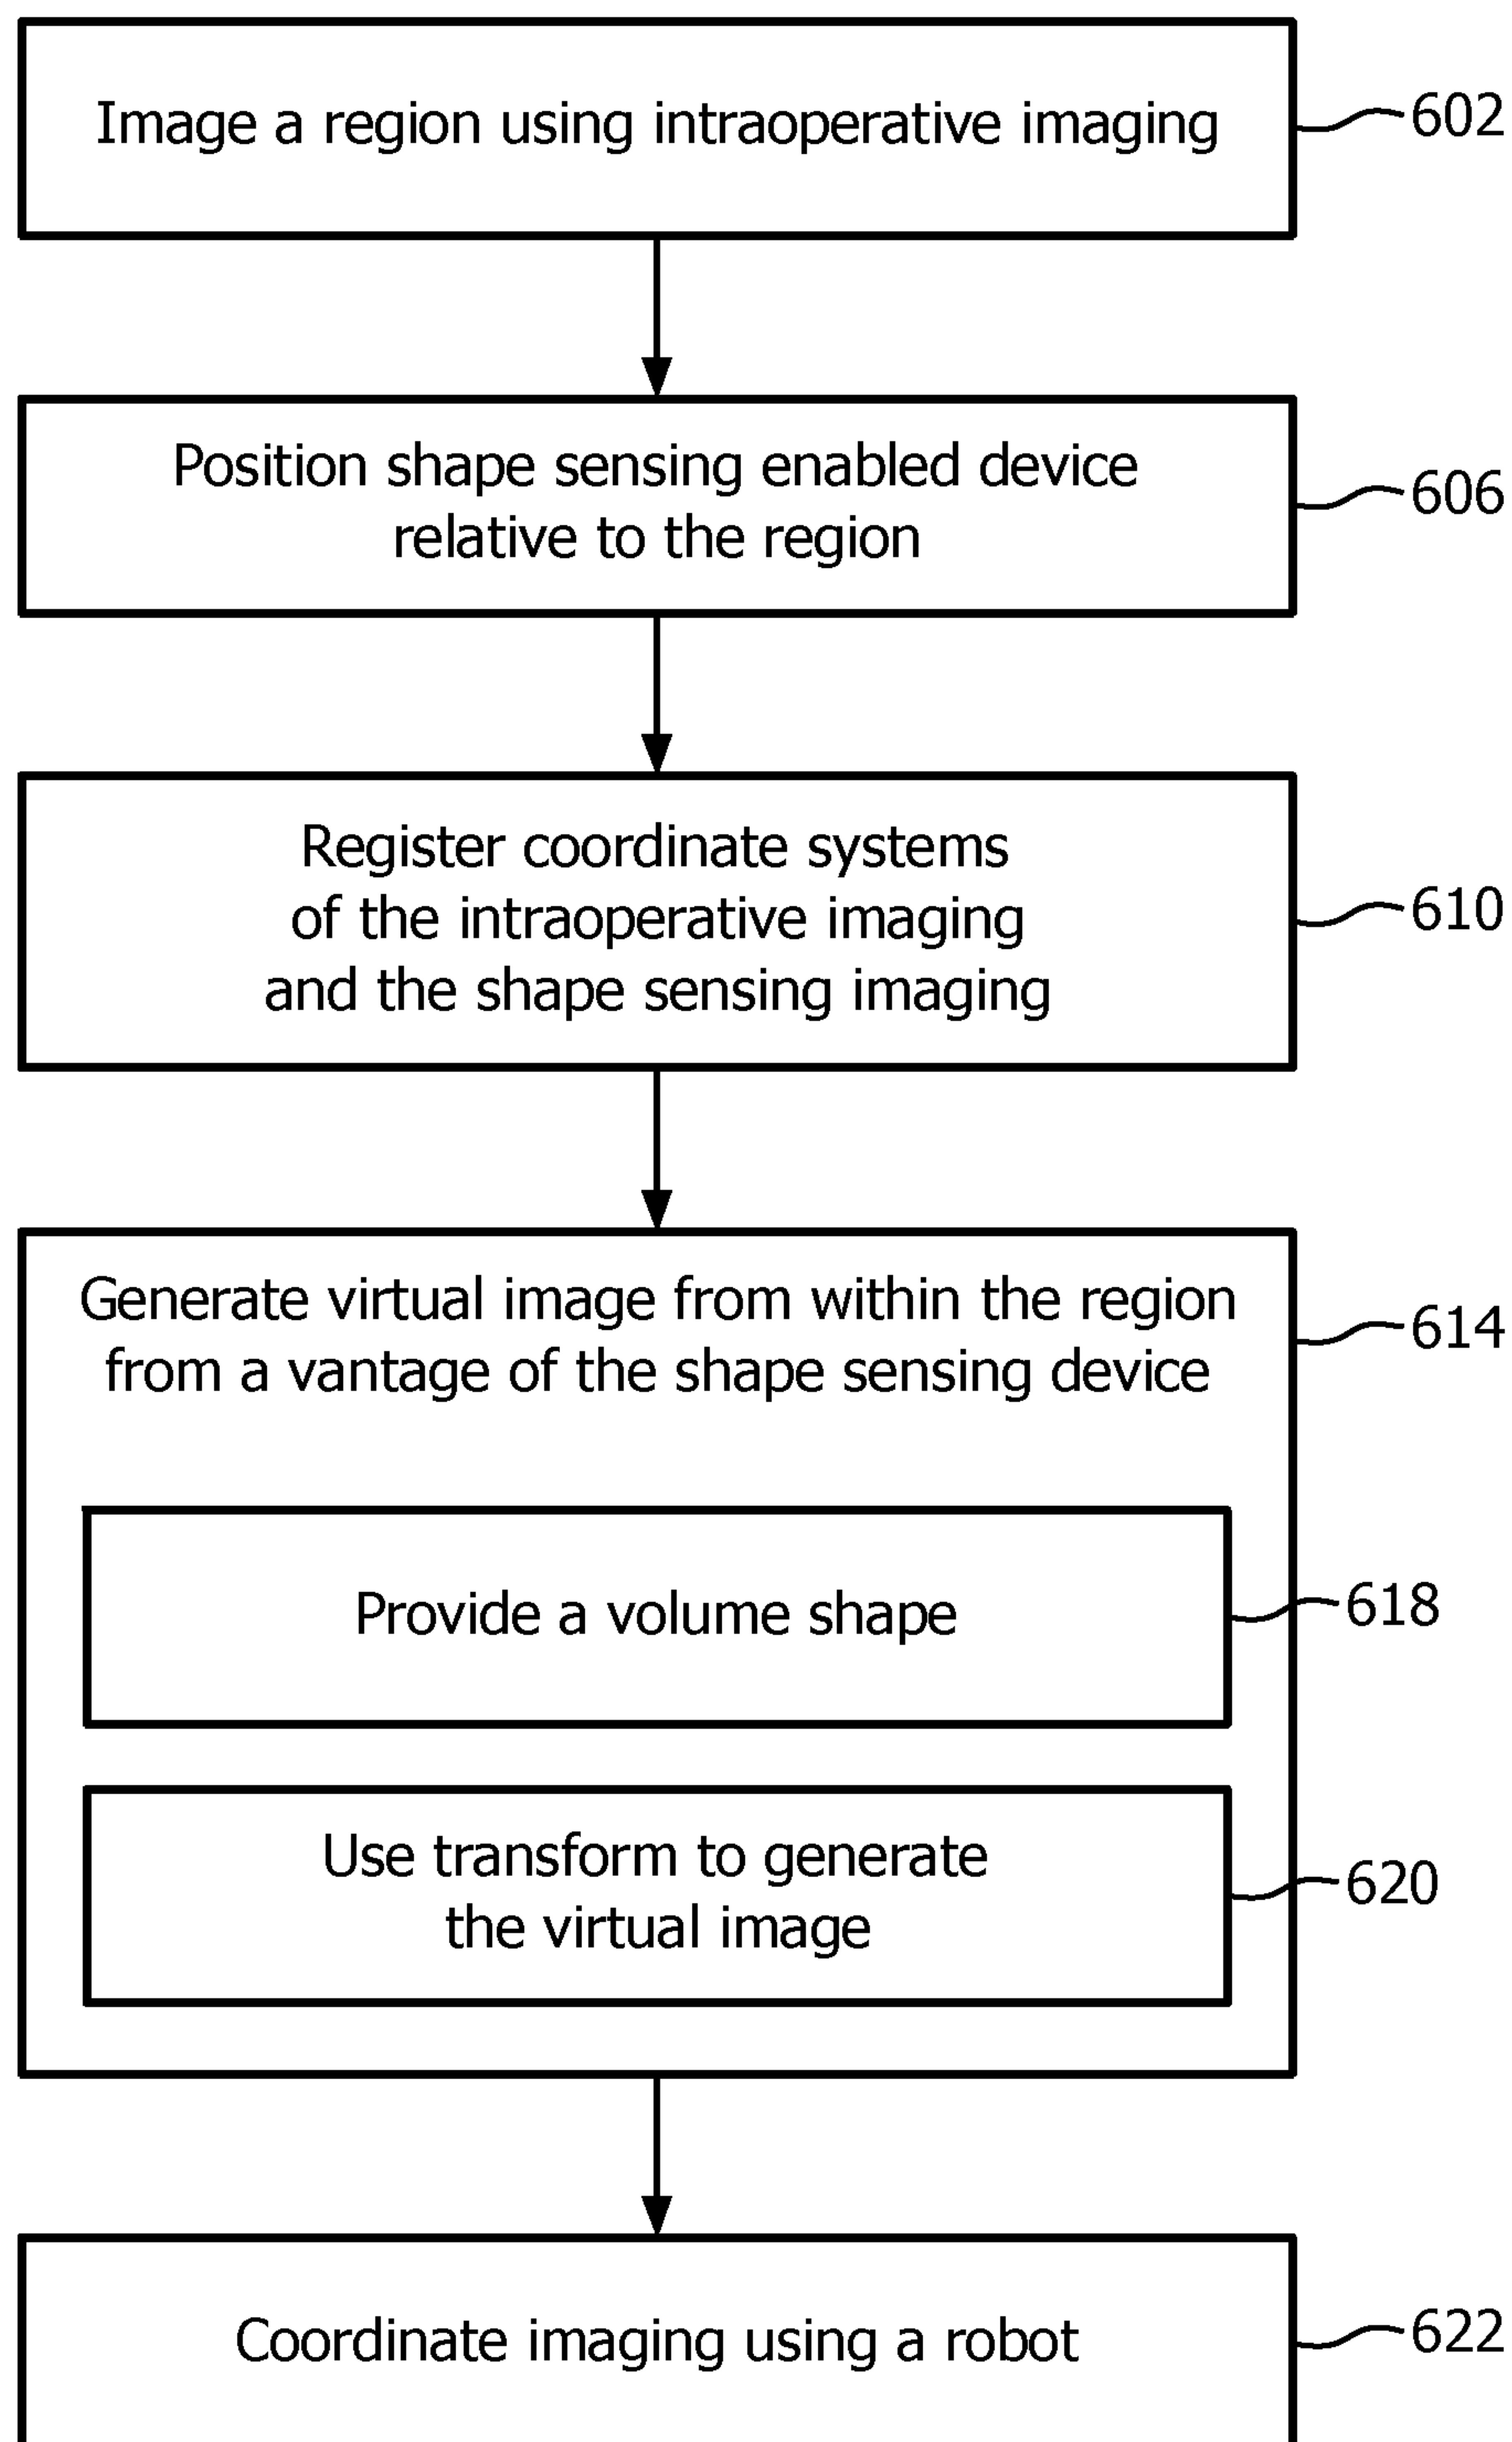 Image a region using intraoperative imaging
602
Position shape sensing enabled device
relative to the region
606
Register coordinate systems
of the intraoperative imaging
and the shape sensing imaging
610
Generate virtual image from within the region
from a vantage of the shape sensing device
614
Provide a volume shape
618
Use transform to generate
the virtual image
620
Coordinate imaging using a robot
622